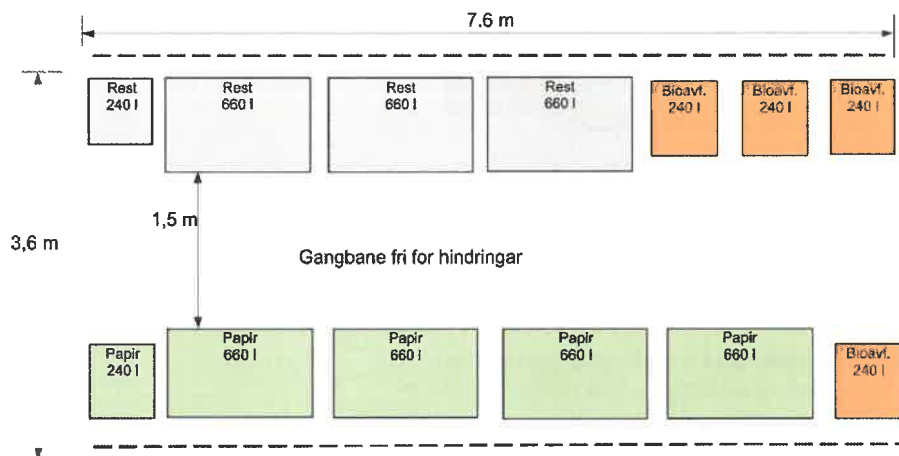 7.6 m
Rest
240 l
Rest
660 l
Rest
660 l
Rest
660 l
Bioavf.
240 l
Bioavf.
240 l
Bioavf.
240 l
1,5 m
3,6 m
Gangbane fri for hindringar
Papir
240 l
Papir
660 l
Papir
660 l
Papir
660 l
Papir
660 l
Bioavf.
240 l